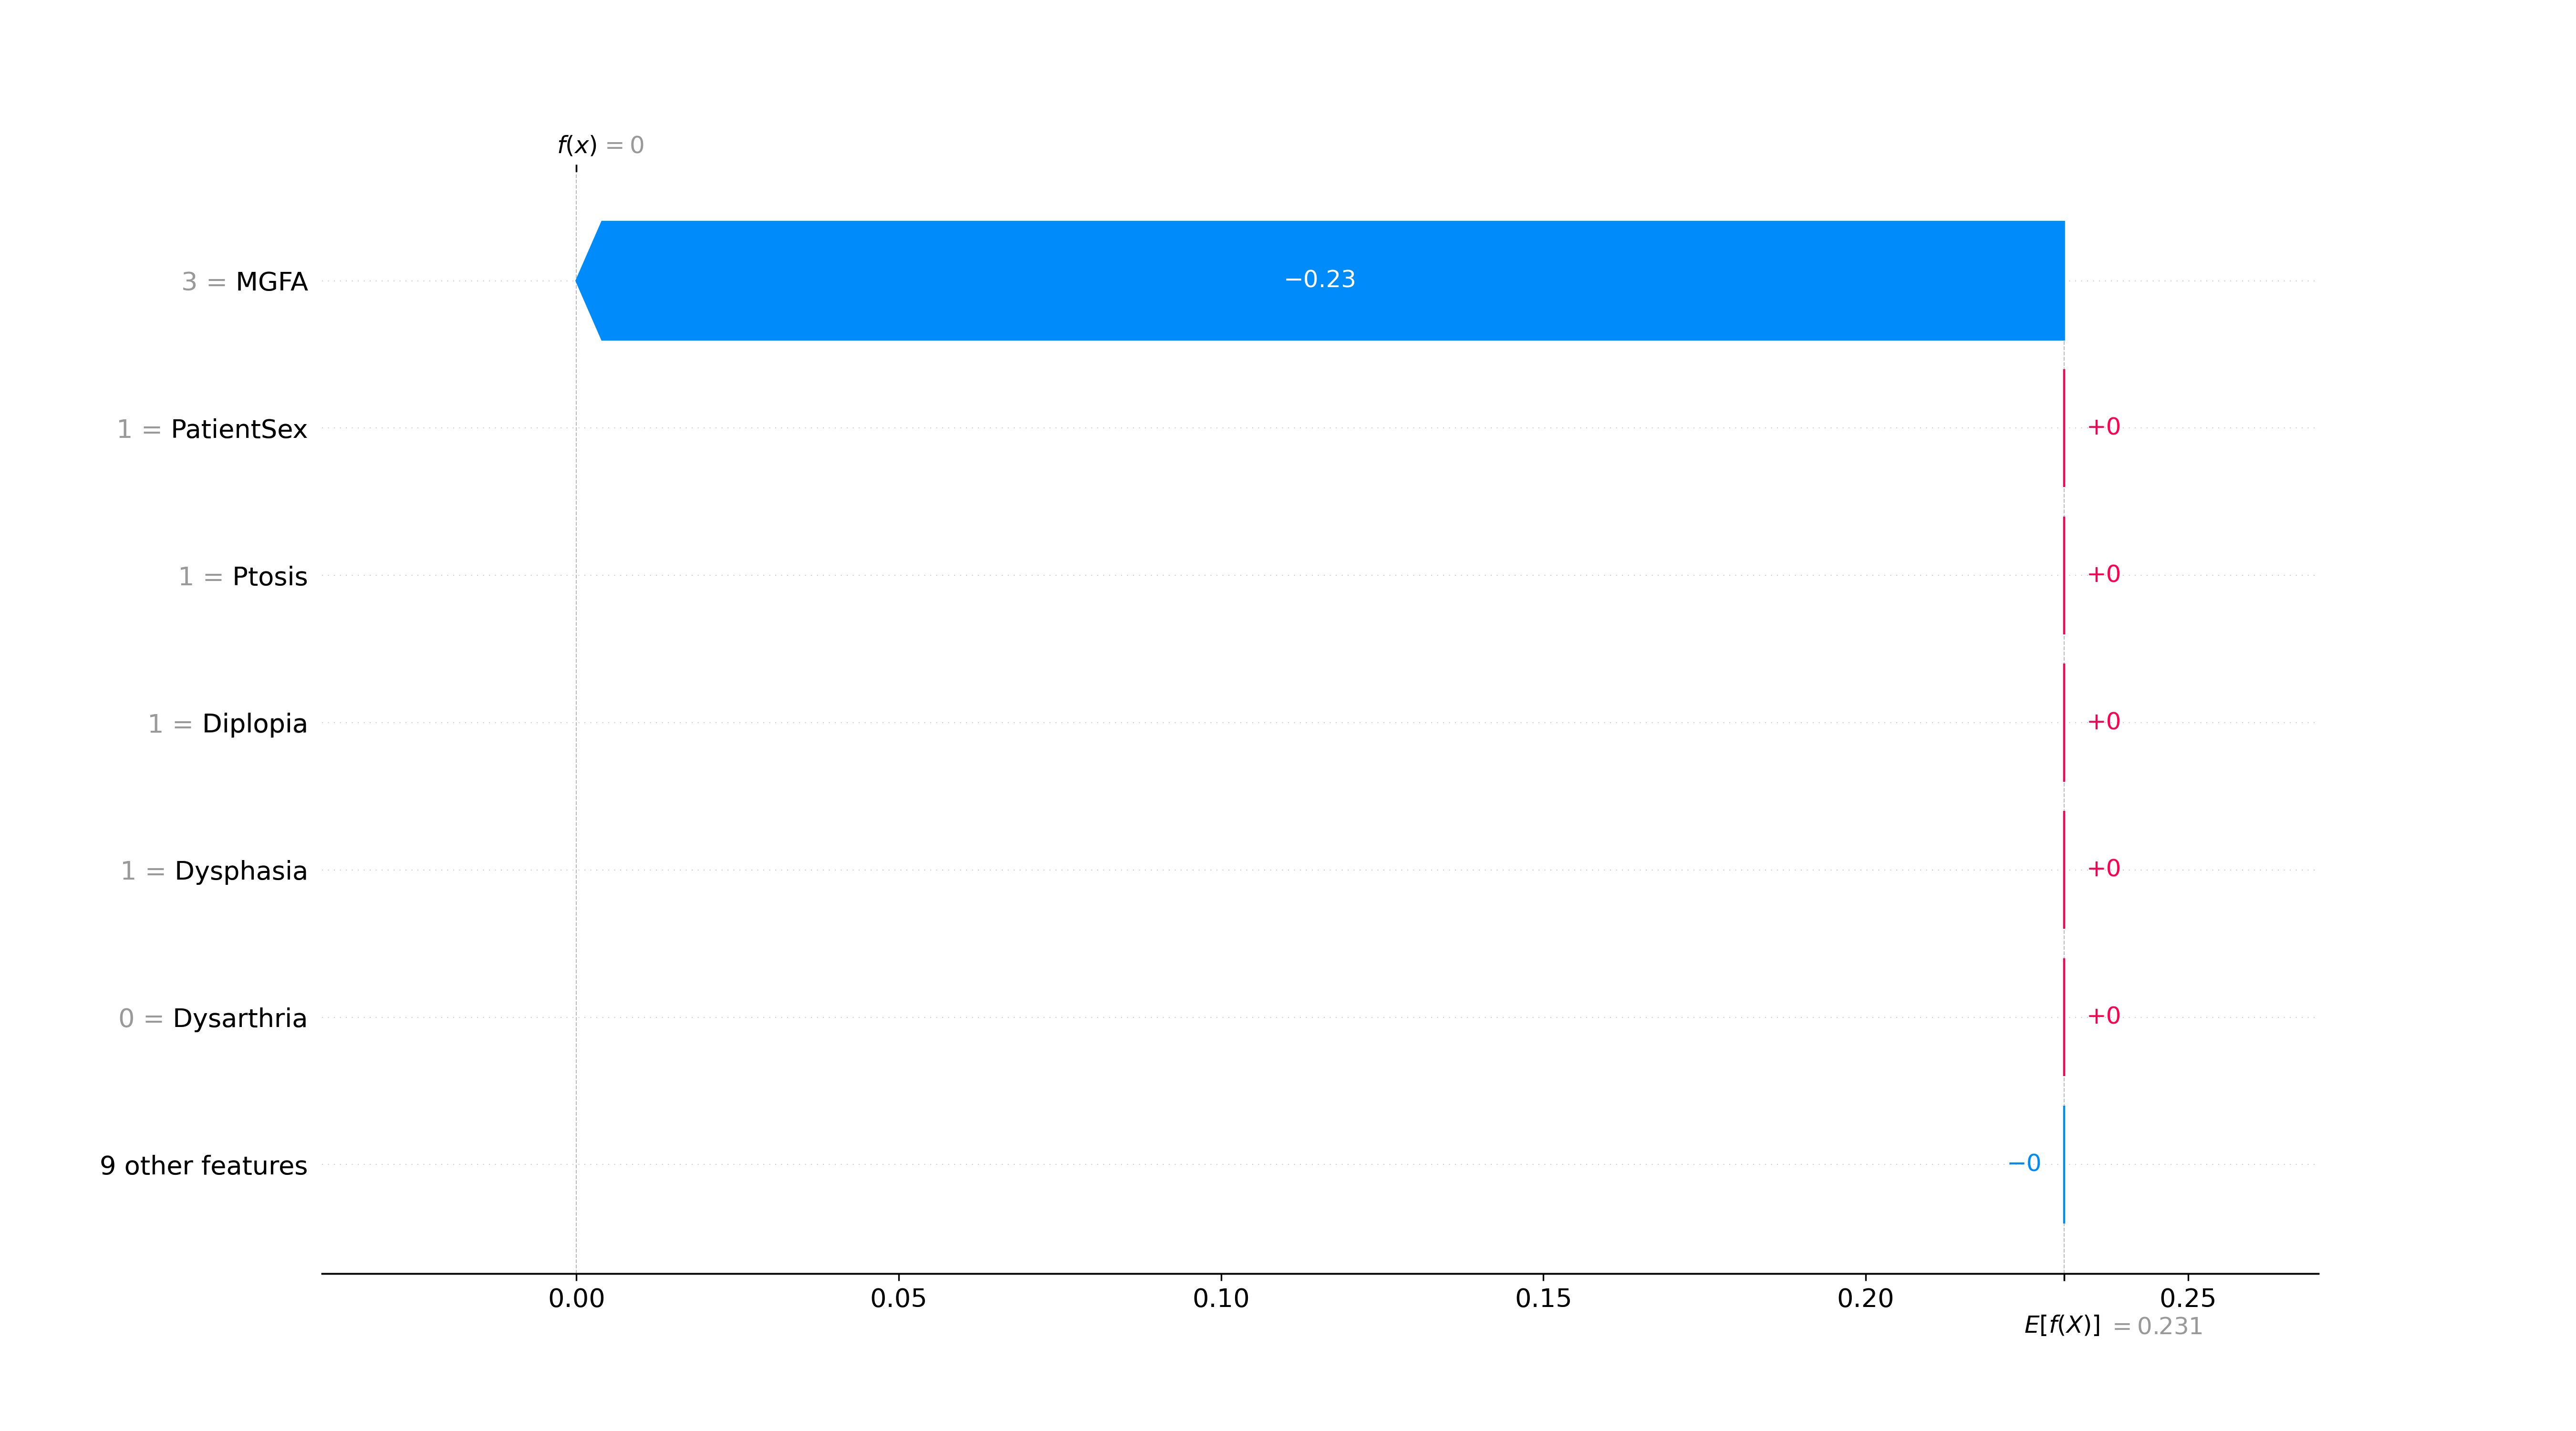 f(x) = 0
3 = MGFA
−0.23
1 = PatientSex
+0
1 = Ptosis
+0
1 = Diplopia
+0
1 = Dysphasia
+0
0 = Dysarthria
+0
9 other features
−0
0.00 0.05 0.10 0.15 0.20 0.25
E[f(X)] = 0.231